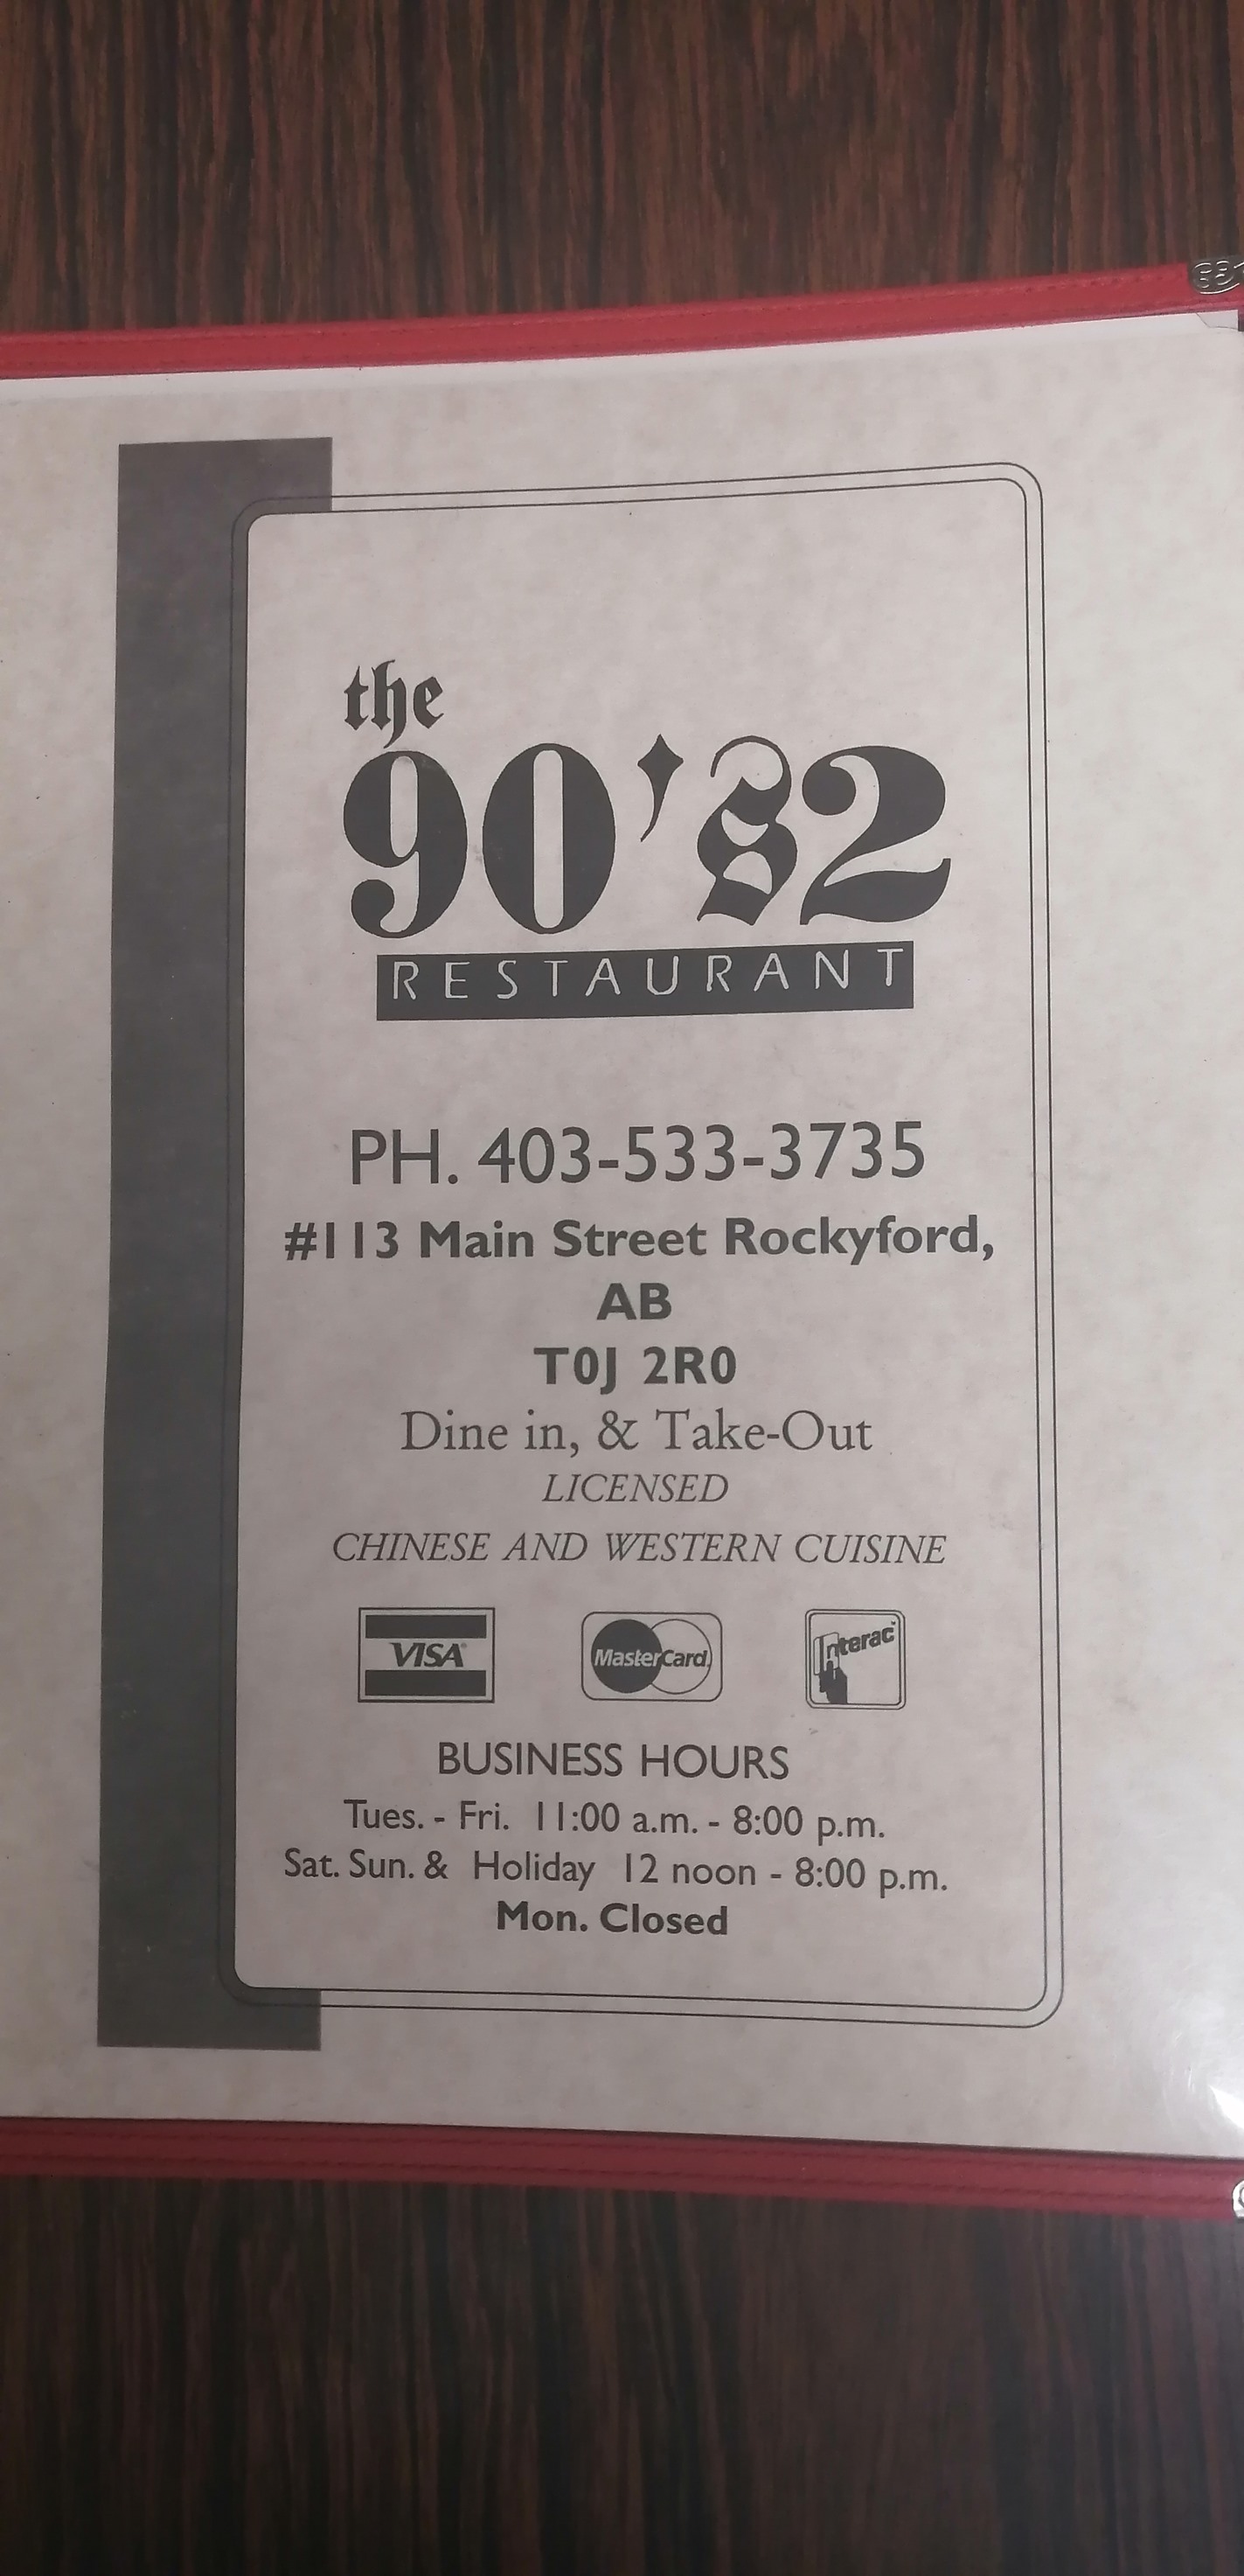 the
90's2
RESTAURANT
PH. 403-533-3735
#113 Main Street Rockyford,
AB
T0J 2R0
Dine in, & Take-Out
LICENSED
CHINESE AND WESTERN CUISINE
VISA MasterCard Interac
BUSINESS HOURS
Tues. - Fri. 11:00 a.m. - 8:00 p.m.
Sat. Sun. & Holiday 12 noon - 8:00 p.m.
Mon. Closed